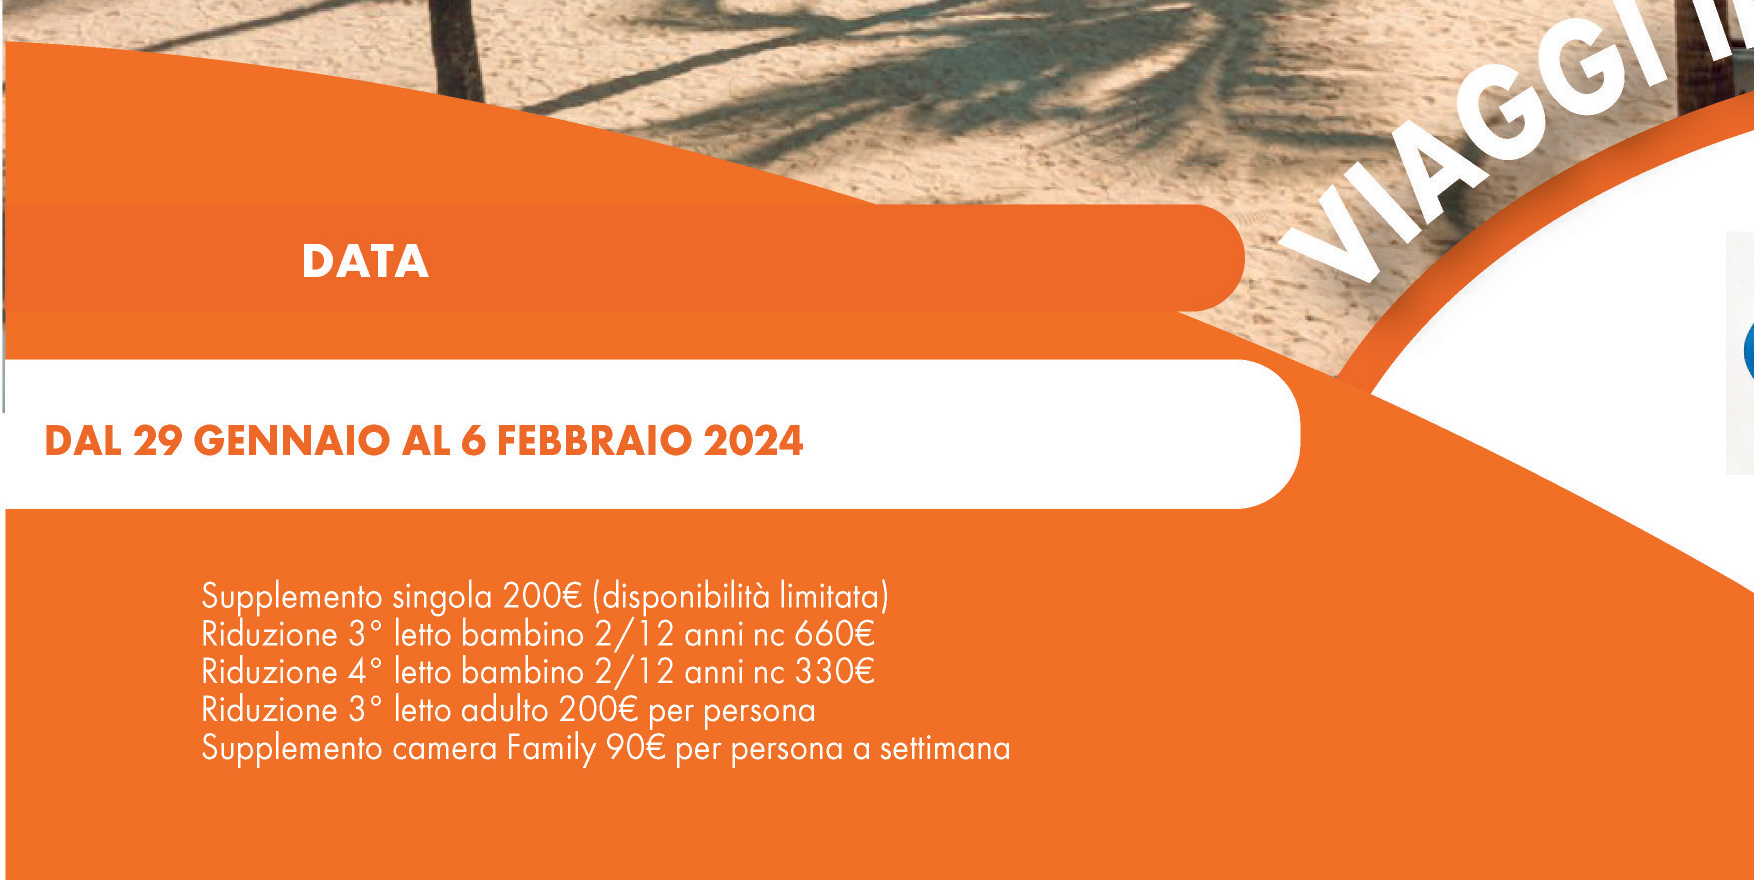 VIAGGI
DATA
DAL 29 GENNAIO AL 6 FEBBRAIO 2024
Supplemento singola 200€ (disponibilità limitata)
Riduzione 3° letto bambino 2/12 anni nc 660€
Riduzione 4° letto bambino 2/12 anni nc 330€
Riduzione 3° letto adulto 200€ per persona
Supplemento camera Family 90€ per persona a settimana